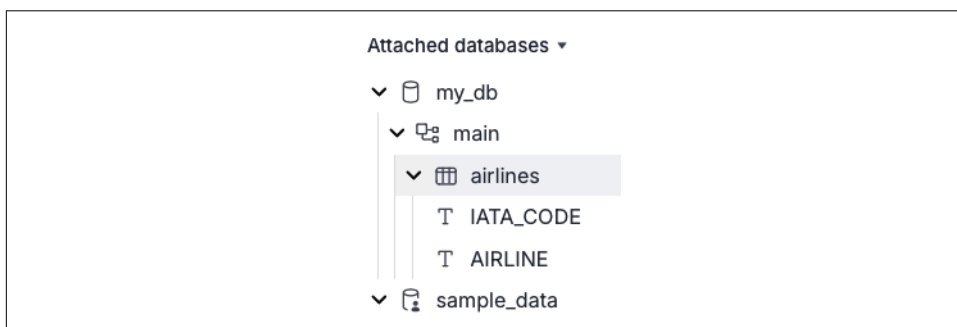 Attached databases
my_db
main
airlines
IATA_CODE
AIRLINE
sample_data